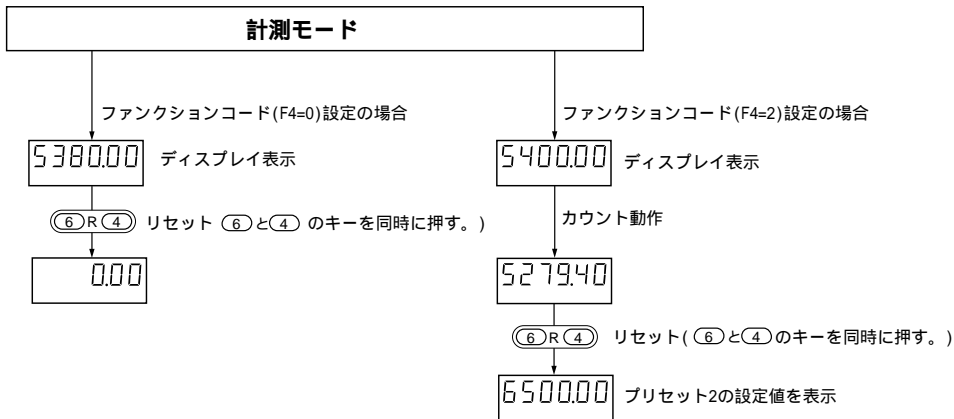 計測モード
ファンクションコード(F4=0)設定の場合
5380.00 ディスプレイ表示
6 R 4 リセット 6 と 4 のキーを同時に押す。)
0.00
ファンクションコード(F4=2)設定の場合
5400.00 ディスプレイ表示
カウント動作
5279.40
6 R 4 リセット( 6 と 4 のキーを同時に押す。)
6500.00 プリセット2の設定値を表示